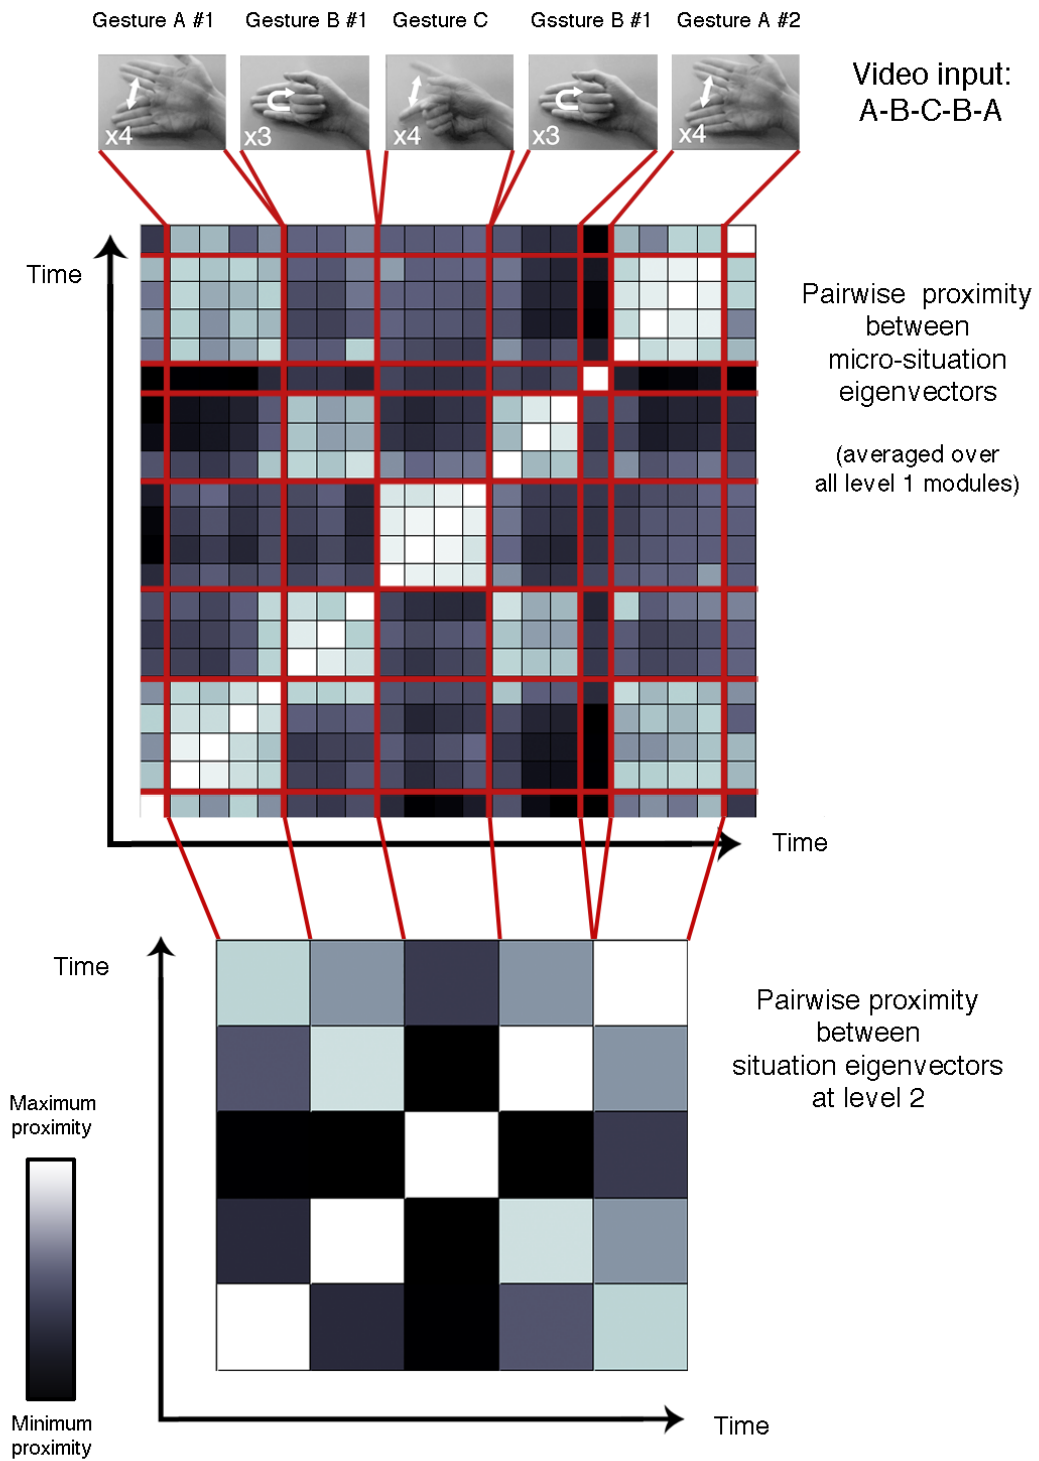 Gesture A #1
Gesture B #1
Gesture C
Gssture B #1
Gesture A #2
x4
x3
x4
x3
x4
Video input:
A-B-C-B-A
Time
Pairwise proximity
between
micro-situation
eigenvectors
(averaged over
all level 1 modules)
Time
Time
Pairwise proximity
between
situation eigenvectors
at level 2
Maximum
proximity
Minimum
proximity
Time